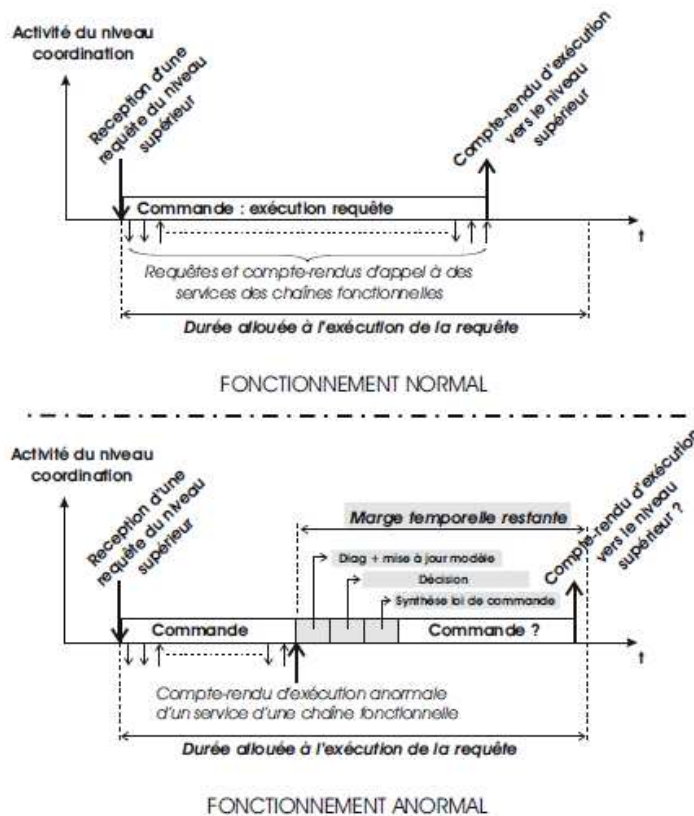 Activité du niveau
coordination
Reception d'une
requête du niveau
supérieur
Compte-rendu d'exécution
vers le niveau
supérieur
Commande : exécution requête
t
Requêtes et compte-rendus d'appel à des
services des chaînes fonctionnelles
Durée allouée à l'exécution de la requête
FONCTIONNEMENT NORMAL
Activité du niveau
coordination
Reception d'une
requête du niveau
supérieur
Compte-rendu d'exécution
vers le niveau
supérieur ?
Marge temporelle restante
Diag + mise à jour modèle
Décision
Synthèse loi de commande
Commande
Commande ?
t
Compte-rendu d'exécution anormale
d'un service d'une chaîne fonctionnelle
Durée allouée à l'exécution de la requête
FONCTIONNEMENT ANORMAL